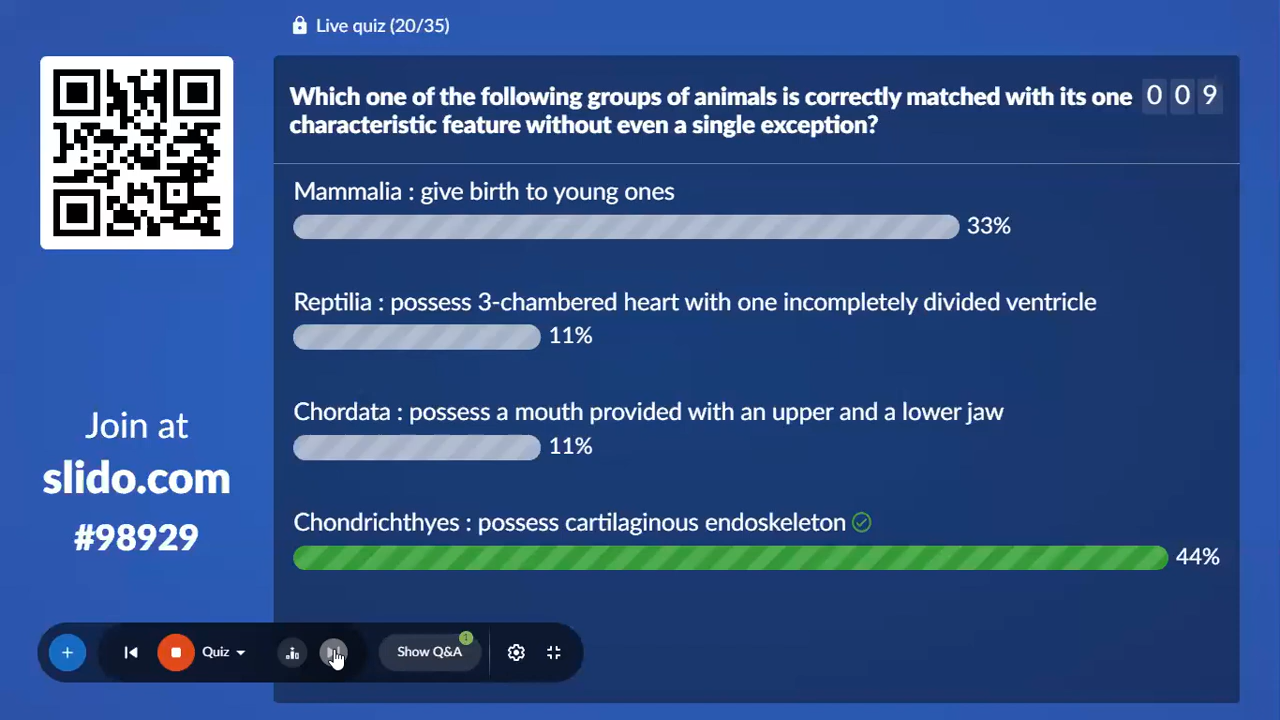 Live quiz (20/35)
Which one of the following groups of animals is correctly matched with its one
characteristic feature without even a single exception?
009
Mammalia : give birth to young ones
33%
Reptilia : possess 3-chambered heart with one incompletely divided ventricle
11%
Chordata : possess a mouth provided with an upper and a lower jaw
11%
Chondrichthyes : possess cartilaginous endoskeleton
44%
Join at
slido.com
#98929
Quiz
Show Q&A
1